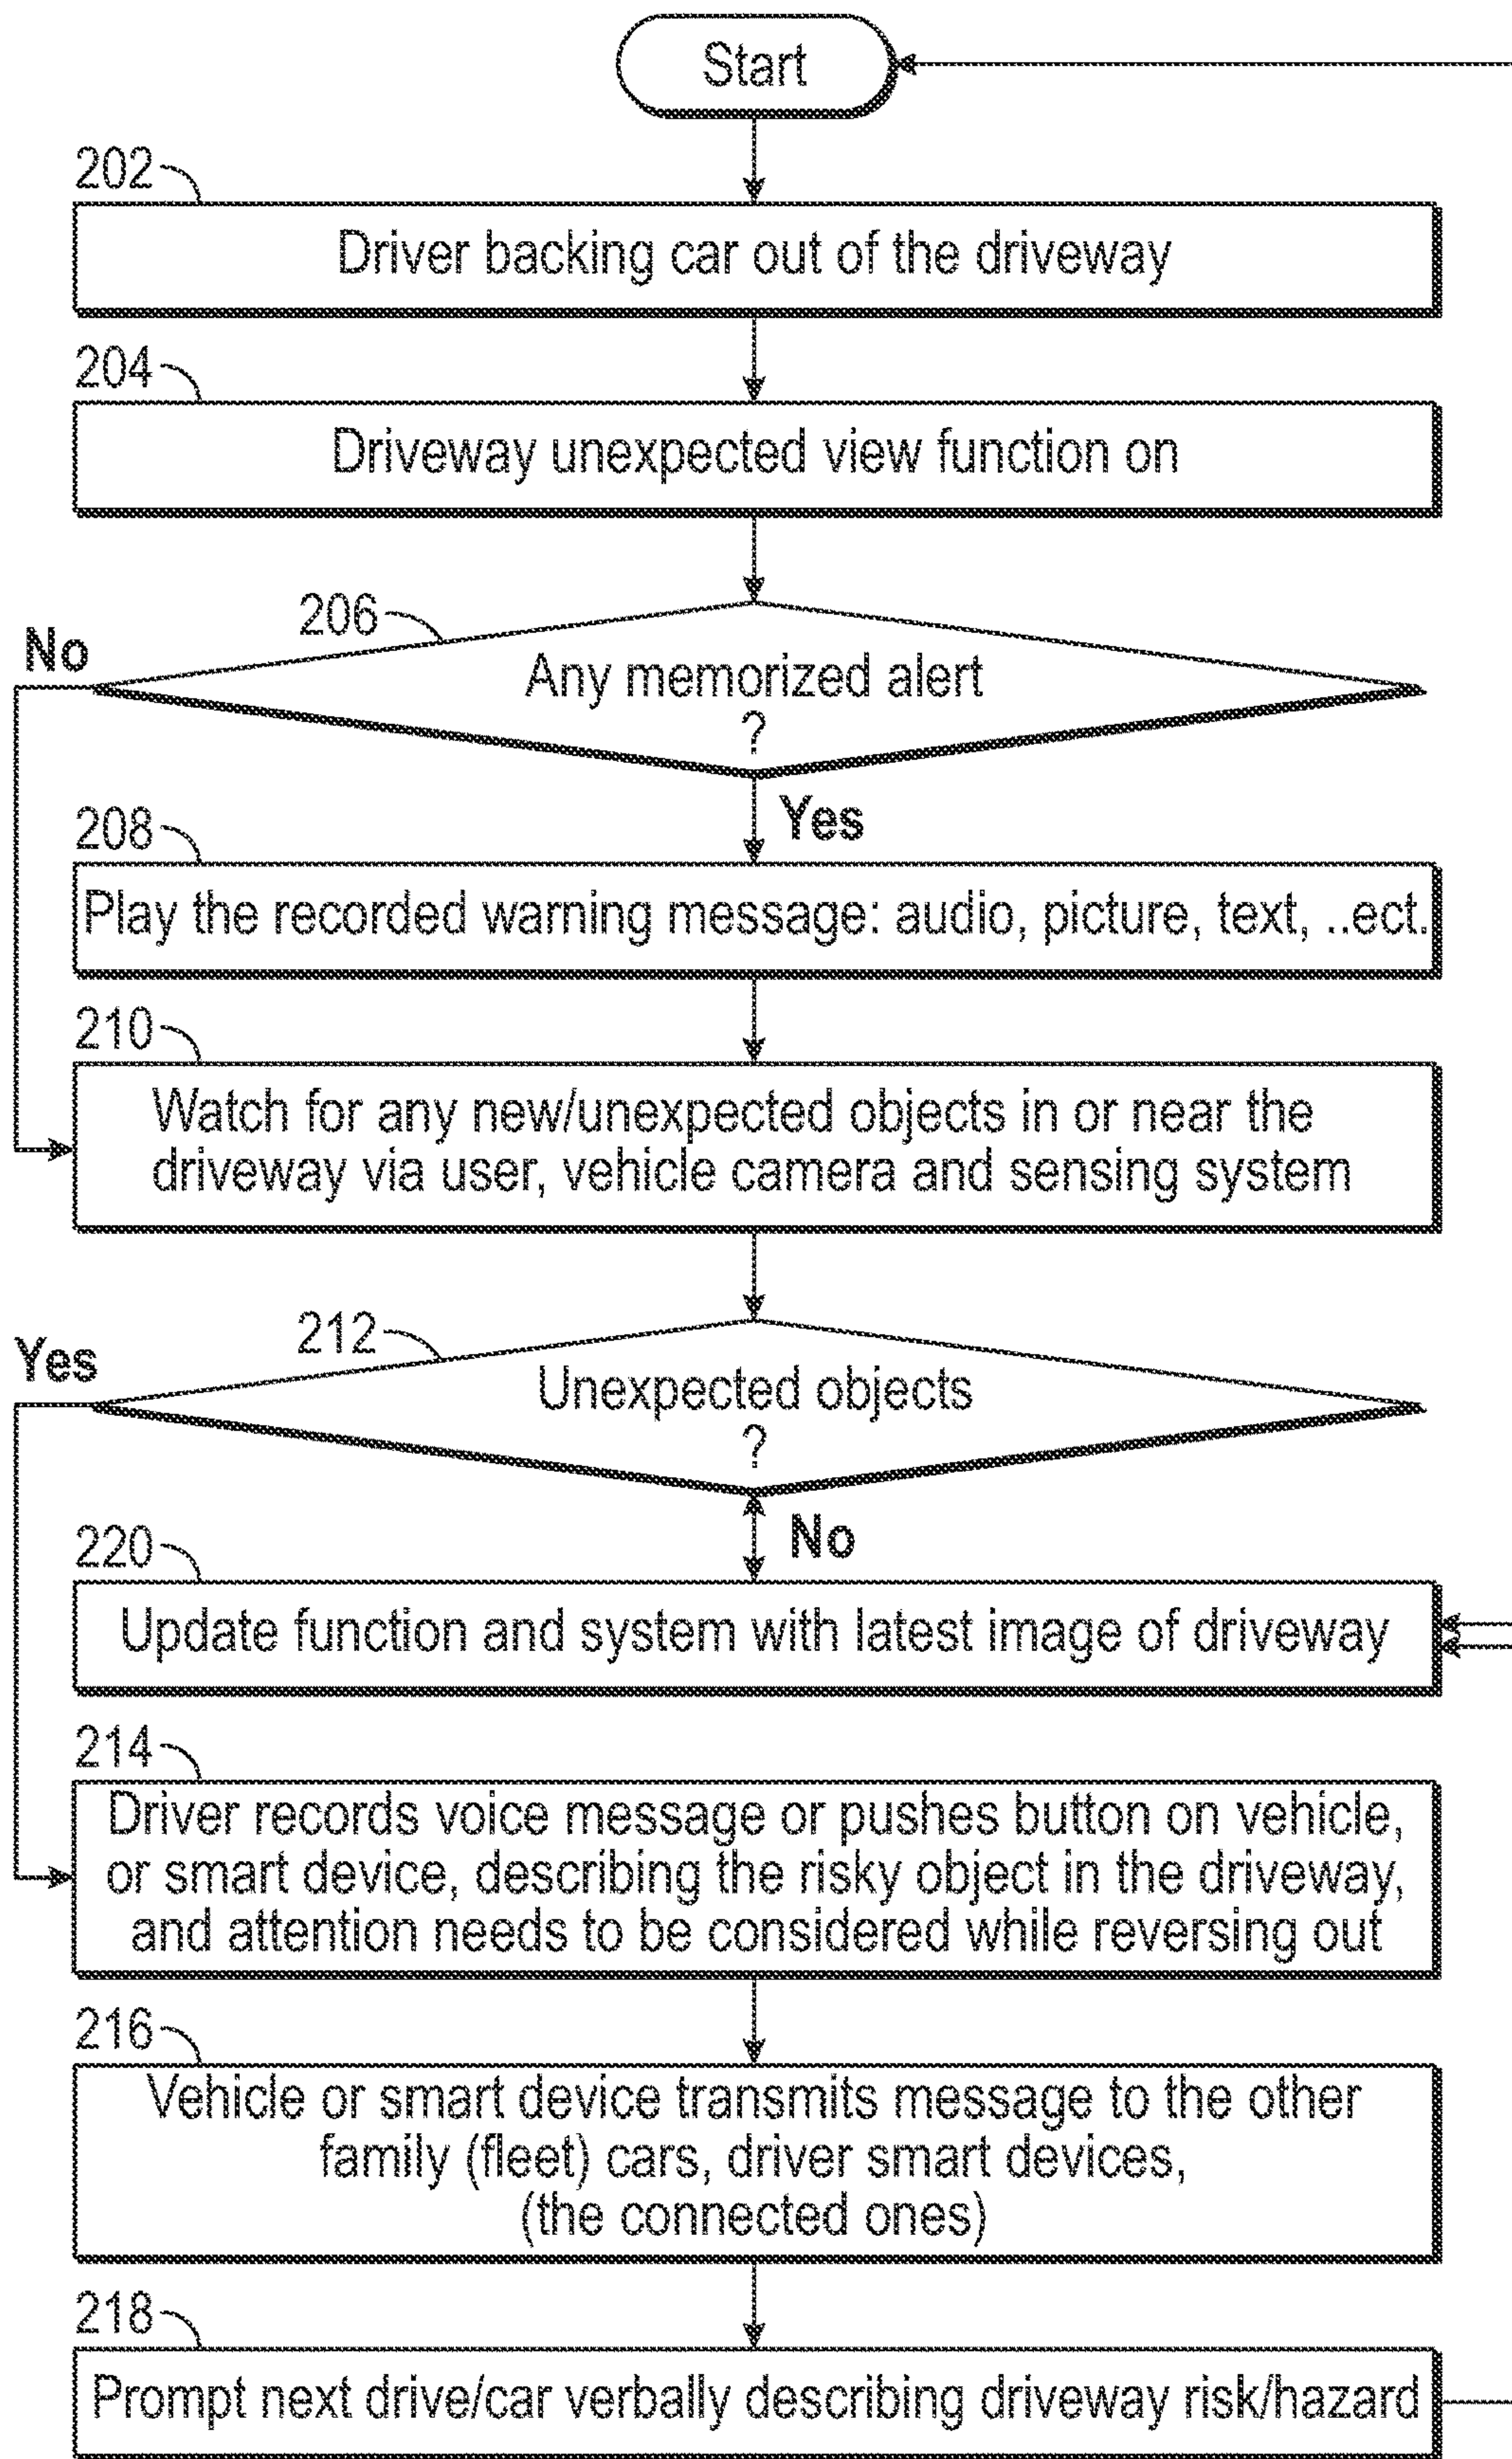 Start
202
Driver backing car out of the driveway
204
Driveway unexpected view function on
206
No
Any memorized alert
?
Yes
208
Play the recorded warning message: audio, picture, text, ..ect.
210
Watch for any new/unexpected objects in or near the
driveway via user, vehicle camera and sensing system
212
Yes
Unexpected objects
?
No
220
Update function and system with latest image of driveway
214
Driver records voice message or pushes button on vehicle,
or smart device, describing the risky object in the driveway,
and attention needs to be considered while reversing out
216
Vehicle or smart device transmits message to the other
family (fleet) cars, driver smart devices,
(the connected ones)
218
Prompt next drive/car verbally describing driveway risk/hazard